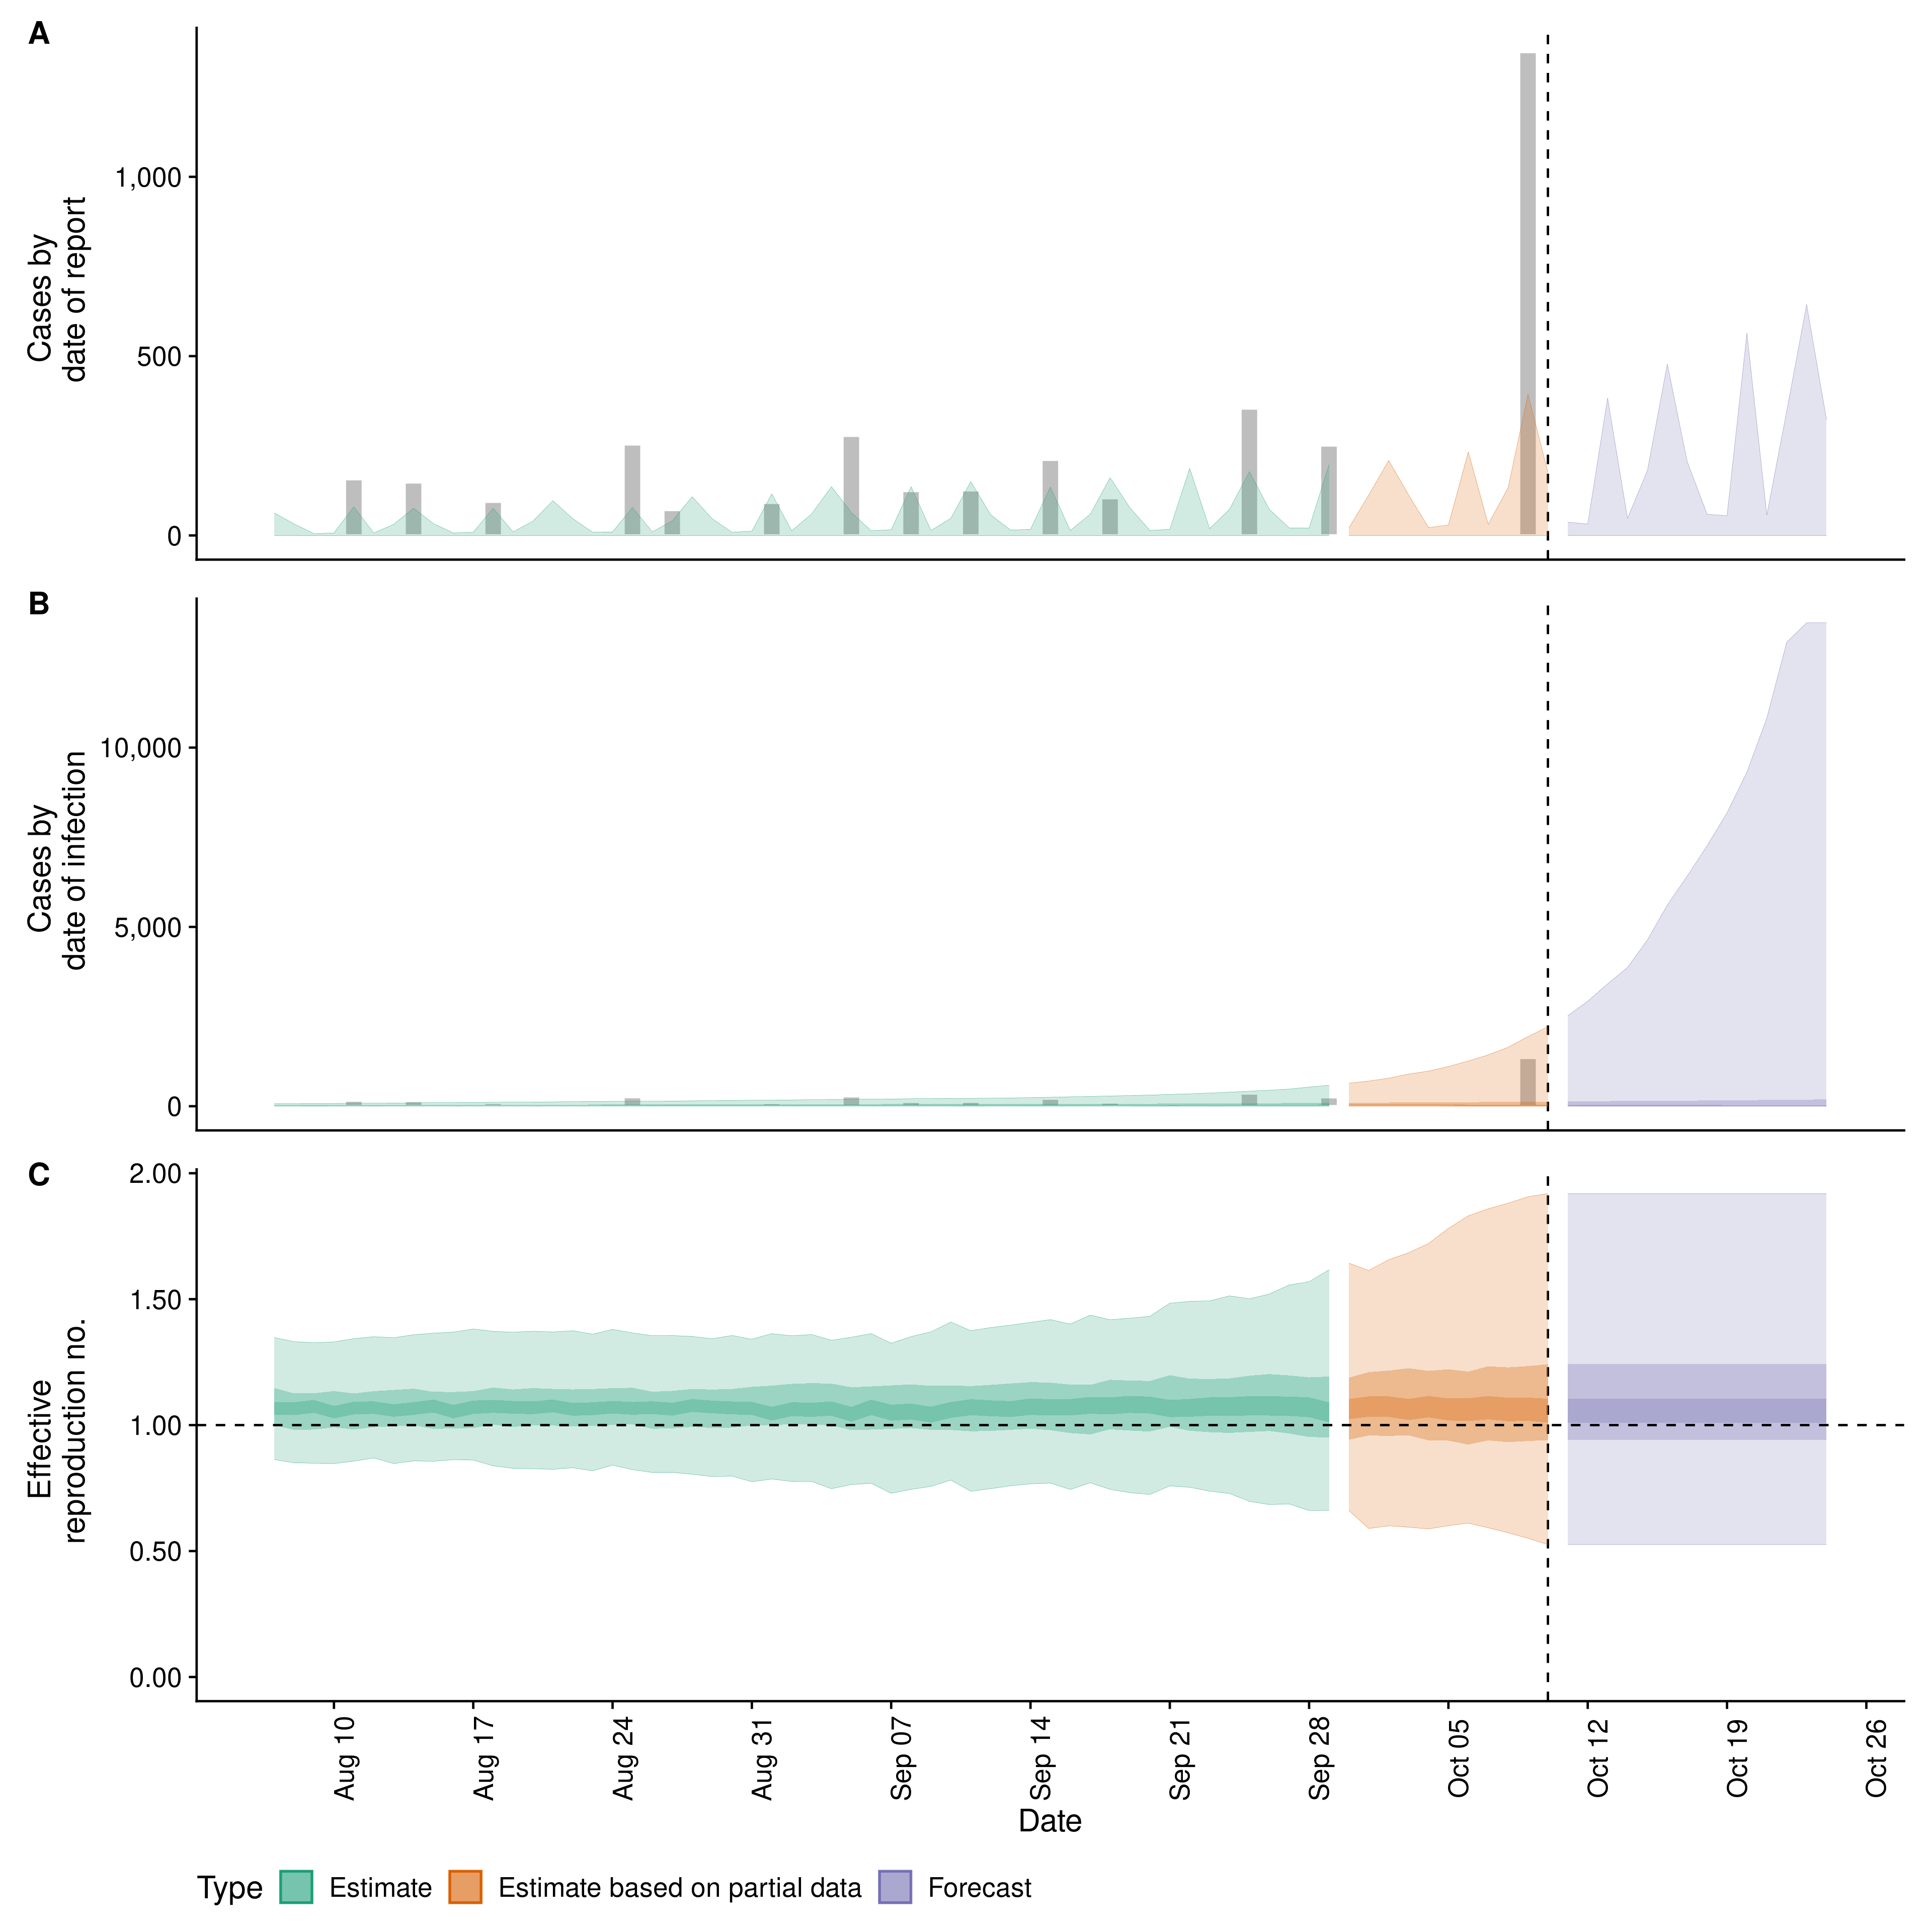 A
Cases by
date of report
1,000
500
0
B
Cases by
date of infection
10,000
5,000
0
C
Effective
reproduction no.
2.00
1.50
1.00
0.50
0.00
Aug 10
Aug 17
Aug 24
Aug 31
Sep 07
Sep 14
Sep 21
Sep 28
Oct 05
Oct 12
Oct 19
Oct 26
Date
Type Estimate Estimate based on partial data Forecast